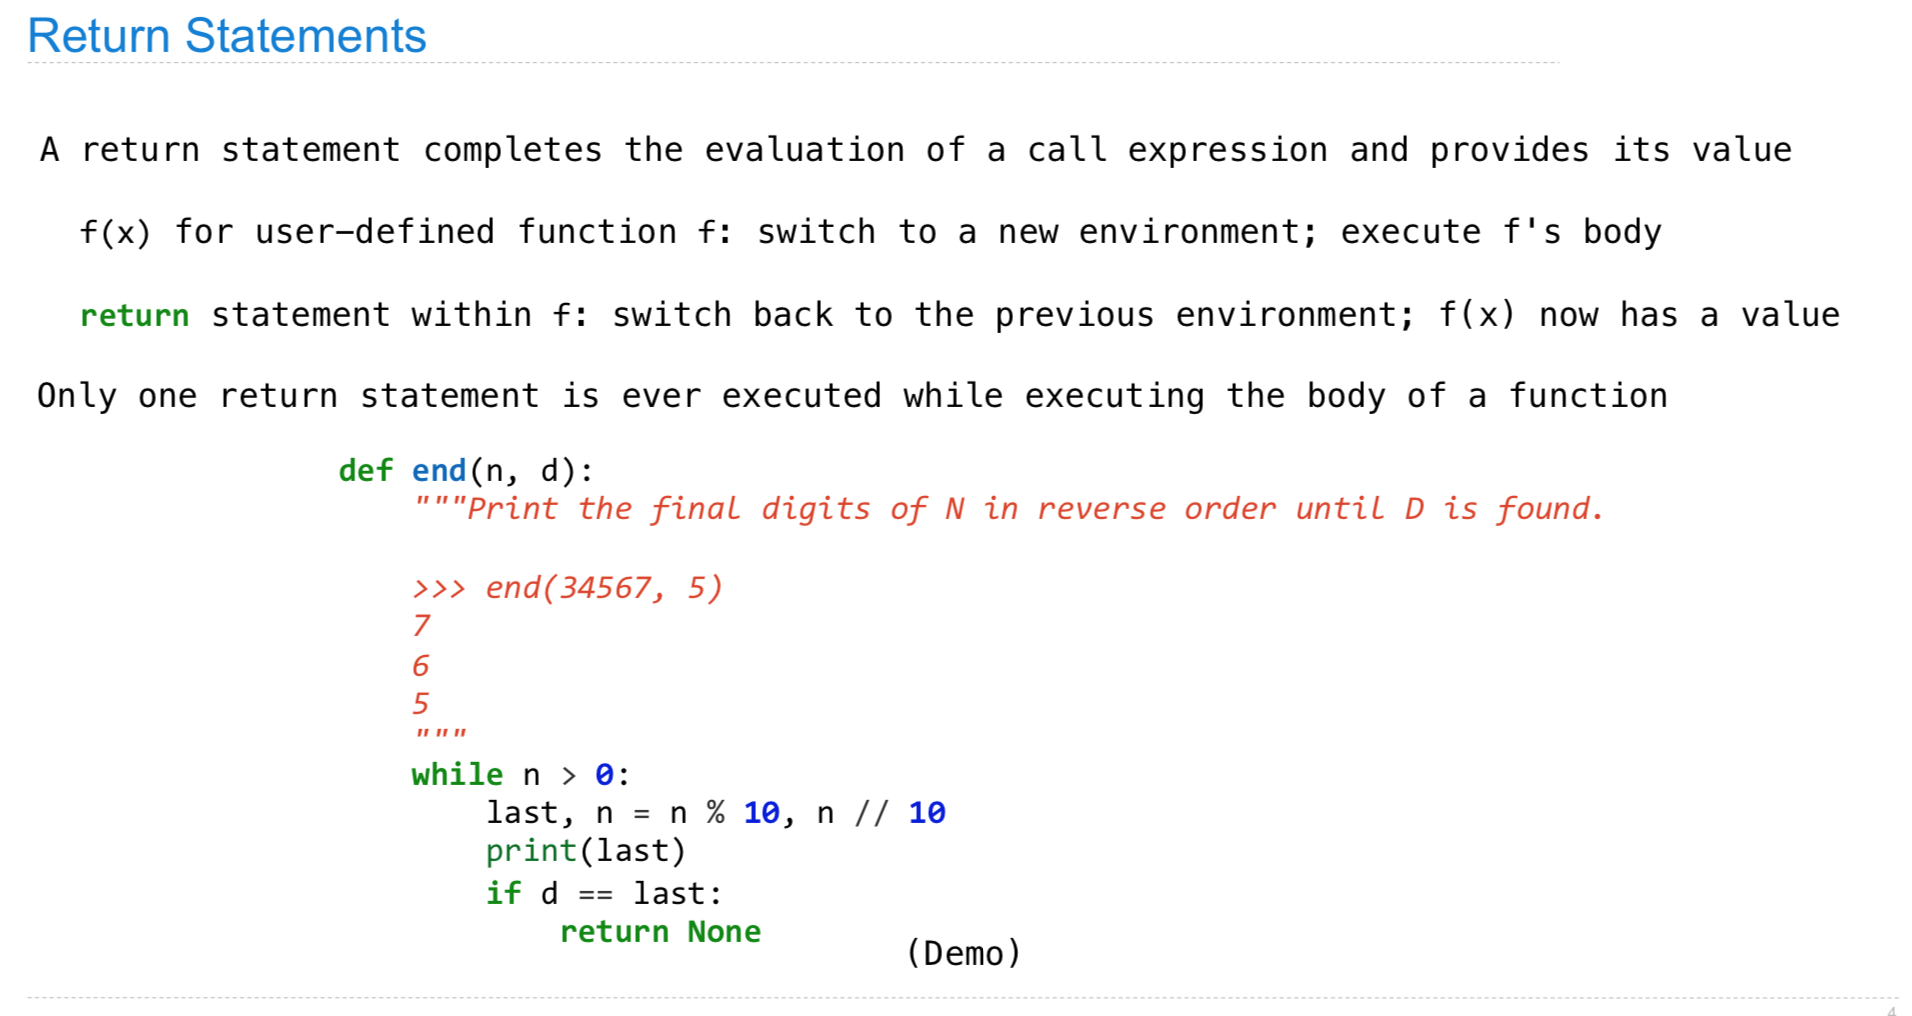 Return Statements
A return statement completes the evaluation of a call expression and provides its value
f(x) for user–defined function f: switch to a new environment; execute f's body
return statement within f: switch back to the previous environment; f(x) now has a value
Only one return statement is ever executed while executing the body of a function
def end(n, d):
    """Print the final digits of N in reverse order until D is found.

    >>> end(34567, 5)
    7
    6
    5
    """
    while n > 0:
        last, n = n % 10, n // 10
        print(last)
        if d == last:
            return None
(Demo)
4